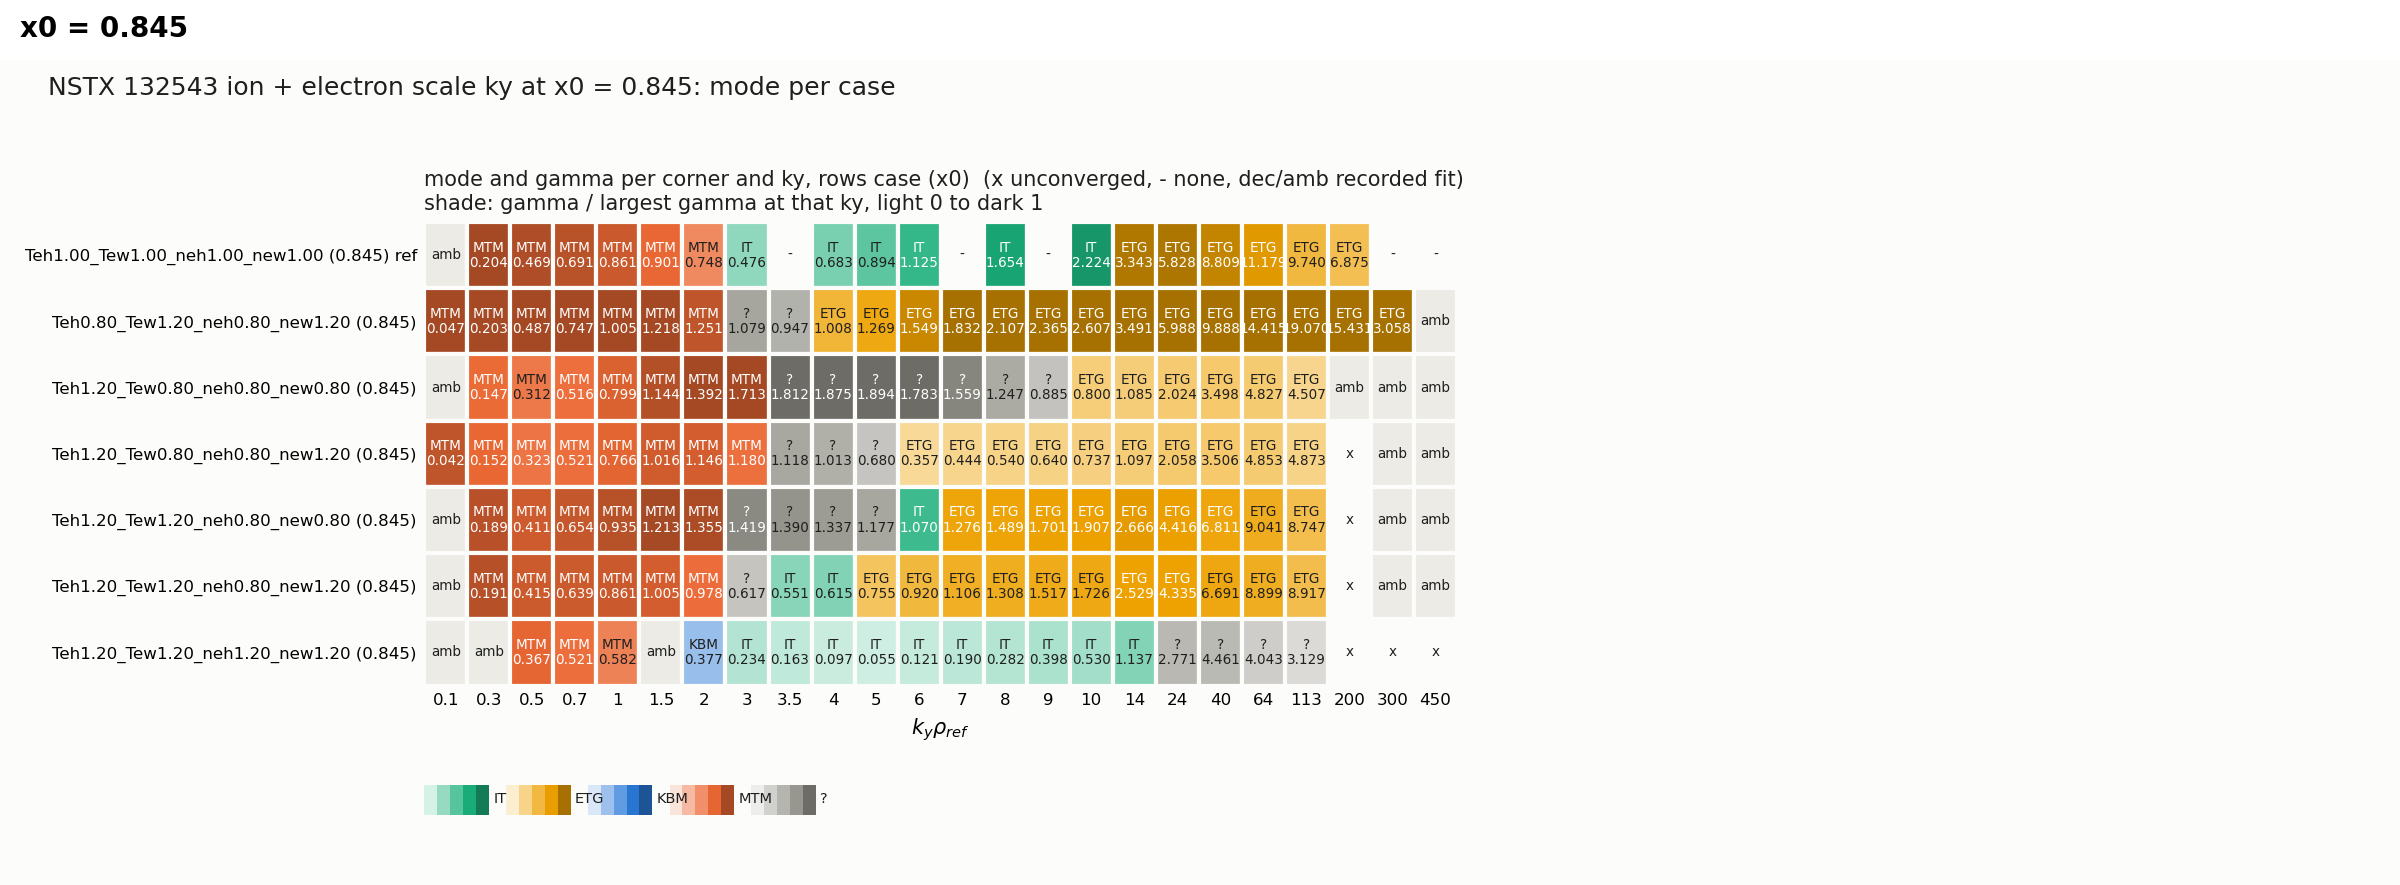 x0 = 0.845
NSTX 132543 ion + electron scale ky at x0 = 0.845: mode per case
mode and gamma per corner and ky, rows case (x0)  (x unconverged, - none, dec/amb recorded fit)
shade: gamma / largest gamma at that ky, light 0 to dark 1
Teh1.00_Tew1.00_neh1.00_new1.00 (0.845) ref amb MTM MTM MTM MTM MTM MTM IT - IT IT IT - IT - IT ETG ETG ETG ETG ETG ETG - -
0.204 0.469 0.691 0.861 0.901 0.748 0.476 0.683 0.894 1.125 1.654 2.224 3.343 5.828 8.809 11.179 9.740 6.875
Teh0.80_Tew1.20_neh0.80_new1.20 (0.845) MTM MTM MTM MTM MTM MTM MTM ? ? ETG ETG ETG ETG ETG ETG ETG ETG ETG ETG ETG ETG ETG ETG amb
0.047 0.203 0.487 0.747 1.005 1.218 1.251 1.079 0.947 1.008 1.269 1.549 1.832 2.107 2.365 2.607 3.491 5.988 9.888 14.415 19.070 15.431 3.058
Teh1.20_Tew0.80_neh0.80_new0.80 (0.845) amb MTM MTM MTM MTM MTM MTM MTM ? ? ? ? ? ? ? ETG ETG ETG ETG ETG ETG amb amb amb
0.147 0.312 0.516 0.799 1.144 1.392 1.713 1.812 1.875 1.894 1.783 1.559 1.247 0.885 0.800 1.085 2.024 3.498 4.827 4.507
Teh1.20_Tew0.80_neh0.80_new1.20 (0.845) MTM MTM MTM MTM MTM MTM MTM MTM ? ? ? ETG ETG ETG ETG ETG ETG ETG ETG ETG ETG x amb amb
0.042 0.152 0.323 0.521 0.766 1.016 1.146 1.180 1.118 1.013 0.680 0.357 0.444 0.540 0.640 0.737 1.097 2.058 3.506 4.853 4.873
Teh1.20_Tew1.20_neh0.80_new0.80 (0.845) amb MTM MTM MTM MTM MTM MTM ? ? ? ? IT ETG ETG ETG ETG ETG ETG ETG ETG ETG x amb amb
0.189 0.411 0.654 0.935 1.213 1.355 1.419 1.390 1.337 1.177 1.070 1.276 1.489 1.701 1.907 2.666 4.416 6.811 9.041 8.747
Teh1.20_Tew1.20_neh0.80_new1.20 (0.845) amb MTM MTM MTM MTM MTM MTM ? IT IT ETG ETG ETG ETG ETG ETG ETG ETG ETG ETG ETG x amb amb
0.191 0.415 0.639 0.861 1.005 0.978 0.617 0.551 0.615 0.755 0.920 1.106 1.308 1.517 1.726 2.529 4.335 6.691 8.899 8.917
Teh1.20_Tew1.20_neh1.20_new1.20 (0.845) amb amb MTM MTM MTM amb KBM IT IT IT IT IT IT IT IT IT IT ? ? ? ? x x x
0.367 0.521 0.582 0.377 0.234 0.163 0.097 0.055 0.121 0.190 0.282 0.398 0.530 1.137 2.771 4.461 4.043 3.129
0.1 0.3 0.5 0.7 1 1.5 2 3 3.5 4 5 6 7 8 9 10 14 24 40 64 113 200 300 450
kyρref
IT ETG KBM MTM ?